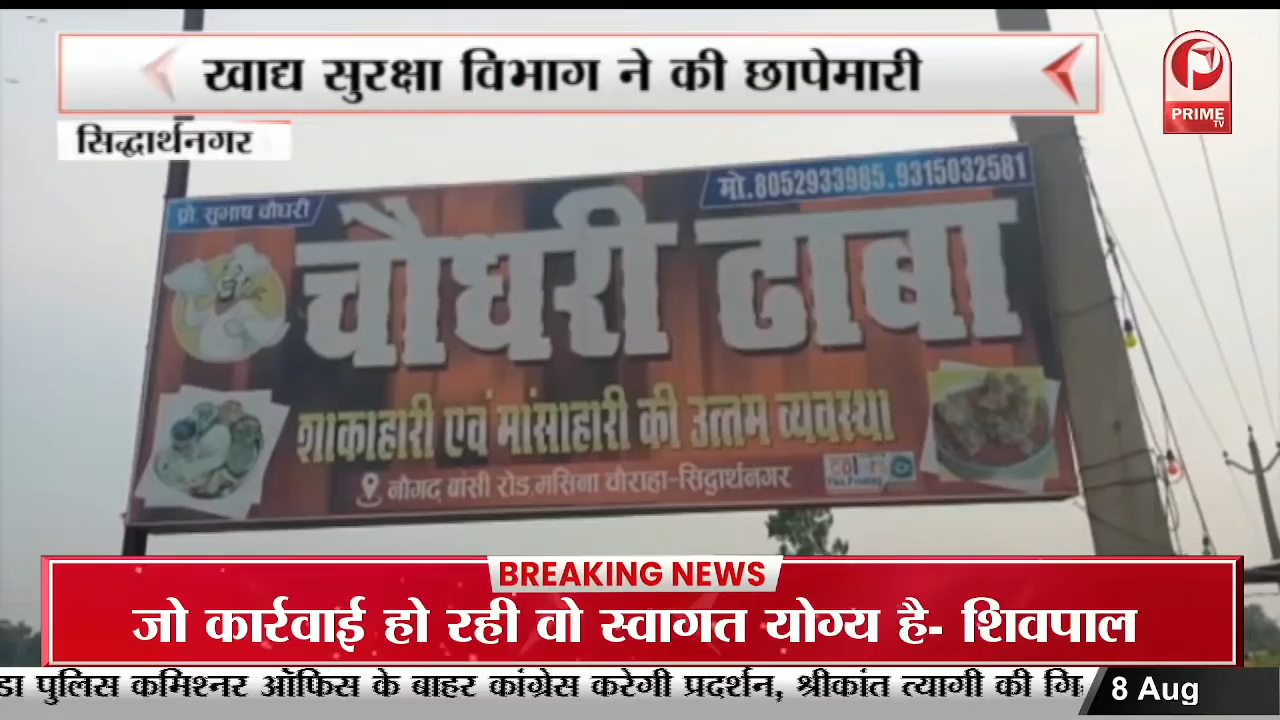 खाद्य सुरक्षा विभाग ने की छापेमारी
PRIME
TV
सिद्धार्थनगर
मो.8052933985.9315032581
प्रो. सुभाष चौधरी
चौधरी ढाबा
शाकाहारी एवं मांसाहारी की उत्तम व्यवस्था
नौगढ़ बांसी रोड,मसिना चौराहा-सिद्धार्थनगर
BREAKING NEWS
जो कार्रवाई हो रही वो स्वागत योग्य है- शिवपाल
पुलिस कमिश्नर ऑफिस के बाहर कांग्रेस करेगी प्रदर्शन, श्रीकांत त्यागी की
8 Aug